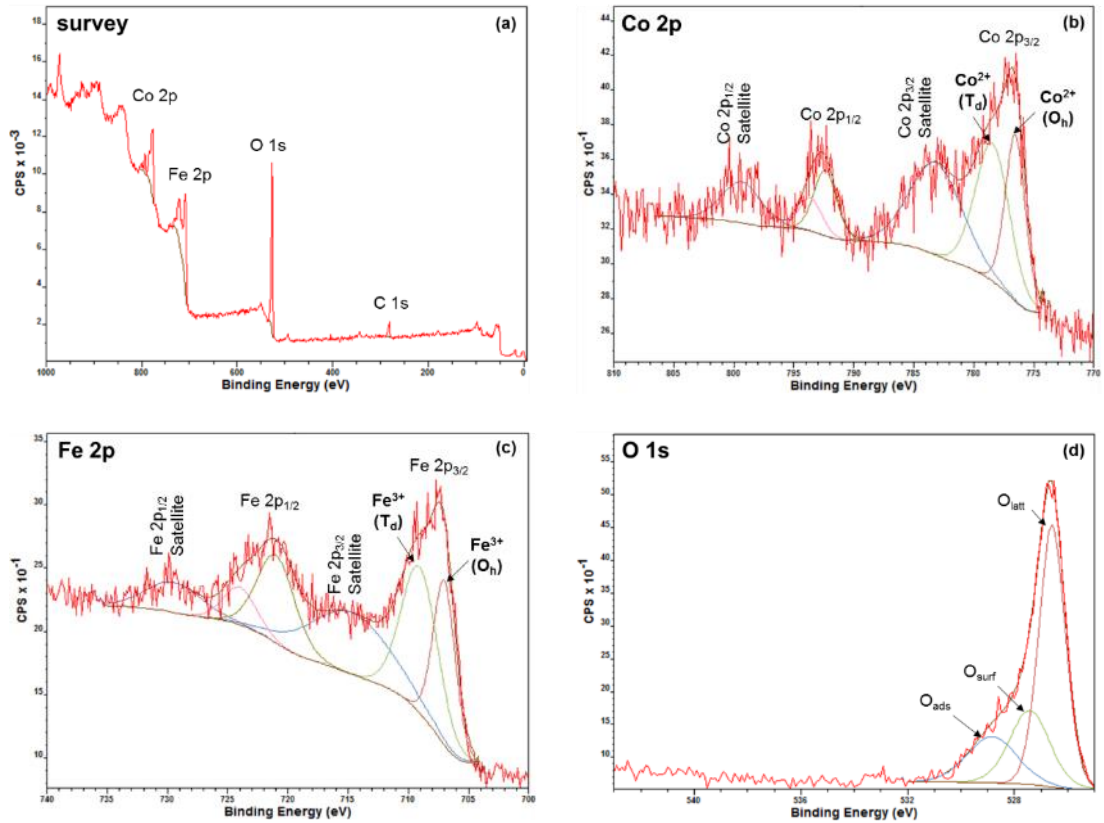 survey
(a)
CPS x 10⁻³
16
14
12
10
8
6
4
2
Co 2p
Fe 2p
O 1s
C 1s
1000 800 600 400 200 0
Binding Energy (eV)
Co 2p
(b)
CPS x 10⁻¹
44
42
40
38
36
34
32
30
28
26
Co 2p₁/₂
Satellite
Co 2p₁/₂
Co 2p₃/₂
Satellite
Co 2p₃/₂
Co²⁺
(T_d)
Co²⁺
(O_h)
810 805 800 795 790 785 780 775 770
Binding Energy (eV)
Fe 2p
(c)
CPS x 10⁻¹
35
30
25
20
15
10
Fe 2p₁/₂
Satellite
Fe 2p₁/₂
Fe 2p₃/₂
Satellite
Fe 2p₃/₂
Fe³⁺
(T_d)
Fe³⁺
(O_h)
740 730 720 710 700
Binding Energy (eV)
O 1s
(d)
CPS x 10⁻¹
50
45
40
35
30
25
20
15
10
O_latt
O_surf
O_ads
540 536 532 528
Binding Energy (eV)